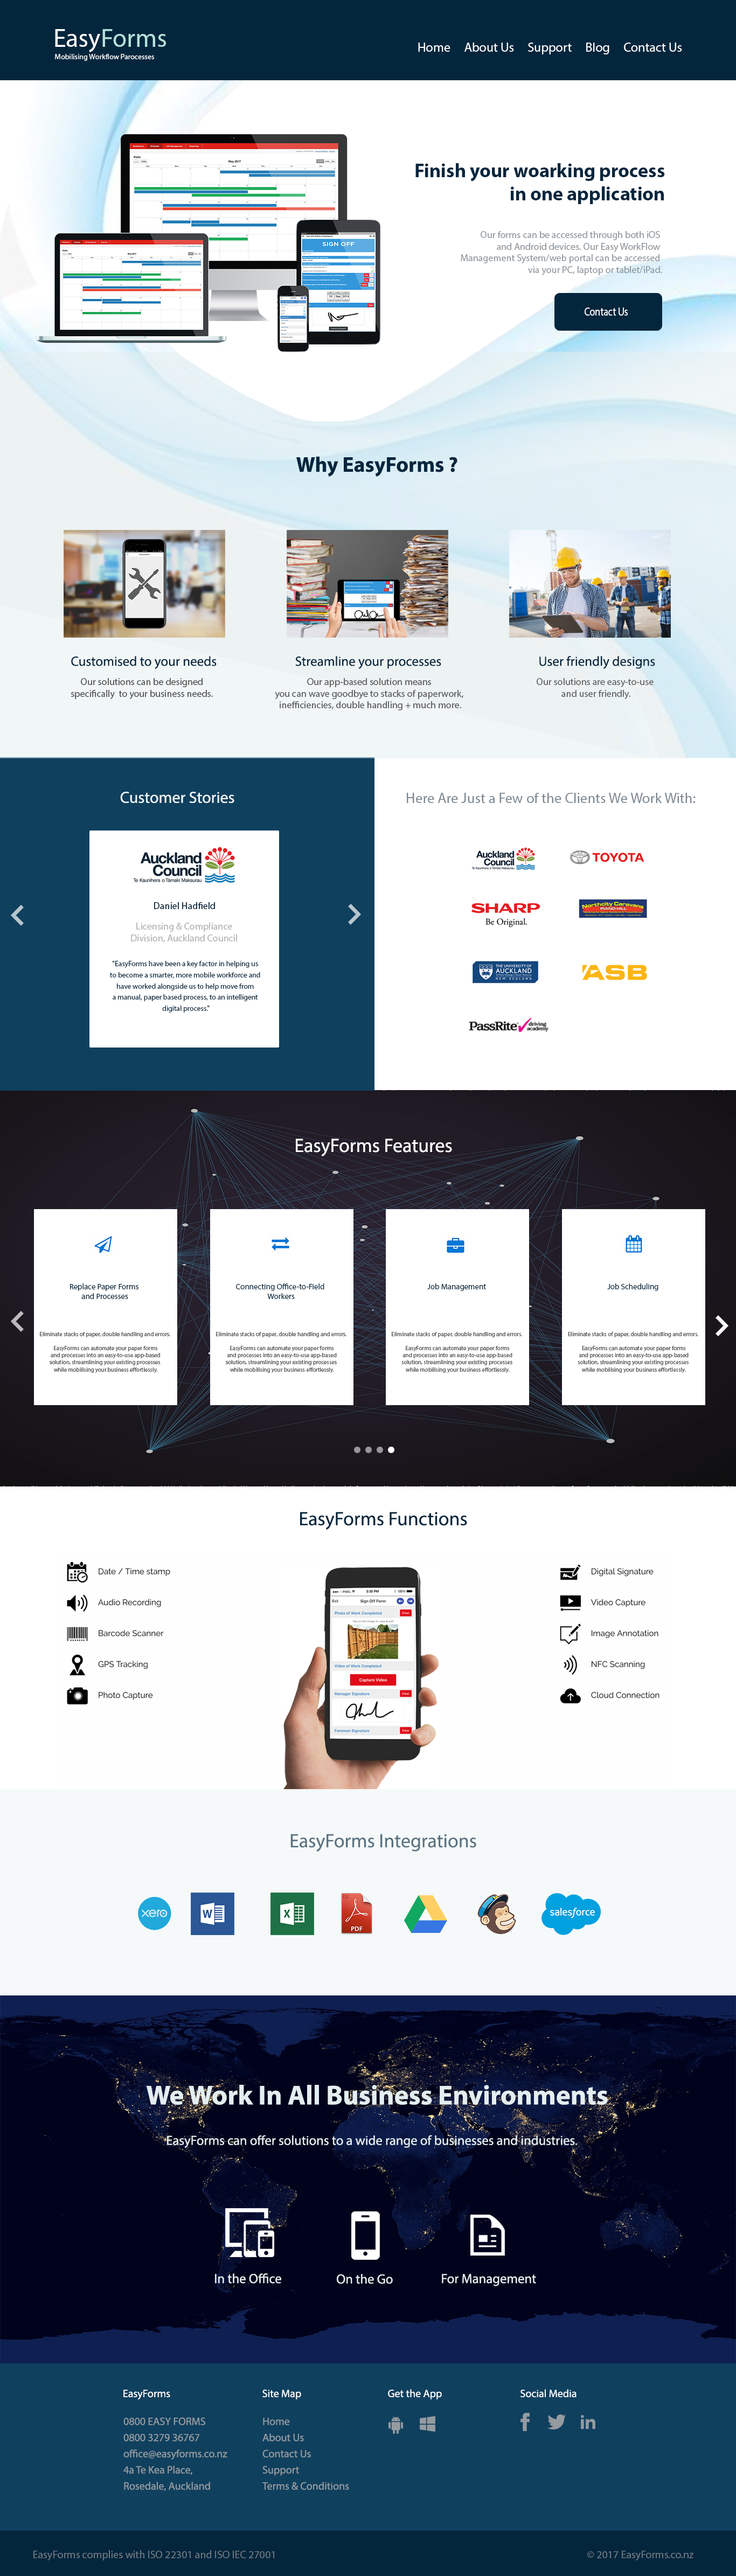 EasyForms
Mobilising Workflow Parocesses
Home About Us Support Blog Contact Us
Finish your woarking process
in one application
Our forms can be accessed through both iOS
and Android devices. Our Easy WorkFlow
Management System/web portal can be accessed
via your PC, laptop or tablet/iPad.
Contact Us
SIGN OFF
Why EasyForms ?
Customised to your needs
Our solutions can be designed
specifically to your business needs.
Streamline your processes
Our app-based solution means
you can wave goodbye to stacks of paperwork,
inefficiencies, double handling + much more.
User friendly designs
Our solutions are easy-to-use
and user friendly.
Customer Stories
Auckland
Council
Te Kaunihera o Tāmaki Makaurau
Daniel Hadfield
Licensing & Compliance
Division, Auckland Council
"EasyForms have been a key factor in helping us
to become a smarter, more mobile workforce and
have worked alongside us to help move from
a manual, paper based process, to an intelligent
digital process."
Here Are Just a Few of the Clients We Work With:
Auckland
Council
Te Kaunihera o Tāmaki Makaurau
TOYOTA
SHARP
Be Original.
Northcity Caravans
THE UNIVERSITY OF
AUCKLAND
NEW ZEALAND
ASB
PassRite driving
academy
EasyForms Features
Replace Paper Forms
and Processes
Eliminate stacks of paper, double handling and errors.
EasyForms can automate your paper forms
and processes into an easy-to-use app-based
solution, streamlining your existing processes
while mobilising your business effortlessly.
Connecting Office-to-Field
Workers
Eliminate stacks of paper, double handling and errors.
EasyForms can automate your paper forms
and processes into an easy-to-use app-based
solution, streamlining your existing processes
while mobilising your business effortlessly.
Job Management
Eliminate stacks of paper, double handling and errors.
EasyForms can automate your paper forms
and processes into an easy-to-use app-based
solution, streamlining your existing processes
while mobilising your business effortlessly.
Job Scheduling
Eliminate stacks of paper, double handling and errors.
EasyForms can automate your paper forms
and processes into an easy-to-use app-based
solution, streamlining your existing processes
while mobilising your business effortlessly.
EasyForms Functions
Date / Time stamp
Audio Recording
Barcode Scanner
GPS Tracking
Photo Capture
Exit Sign Off Form
Photo of Work Completed
Video of Work Completed
Capture Video
Manager Signature
Foreman Signature
Digital Signature
Video Capture
Image Annotation
NFC Scanning
Cloud Connection
EasyForms Integrations
xero
W
X
PDF
salesforce
We Work In All Business Environments
EasyForms can offer solutions to a wide range of businesses and industries.
In the Office
On the Go
For Management
EasyForms
0800 EASY FORMS
0800 3279 36767
office@easyforms.co.nz
4a Te Kea Place,
Rosedale, Auckland
Site Map
Home
About Us
Contact Us
Support
Terms & Conditions
Get the App
Social Media
EasyForms complies with ISO 22301 and ISO IEC 27001
© 2017 EasyForms.co.nz